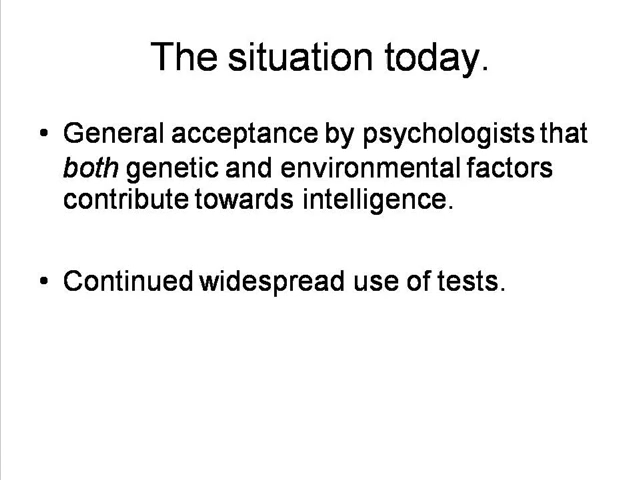 The situation today.
• General acceptance by psychologists that
both genetic and environmental factors
contribute towards intelligence.
• Continued widespread use of tests.